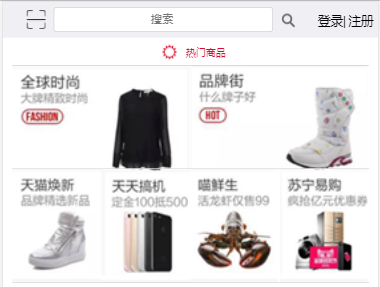 搜索
登录| 注册
热门商品
全球时尚
大牌精致时尚
FASHION
品牌街
什么牌子好
HOT
天猫焕新
品牌精选新品
天天搞机
定金100抵500
喵鲜生
活龙虾仅售99
苏宁易购
疯抢亿元优惠券